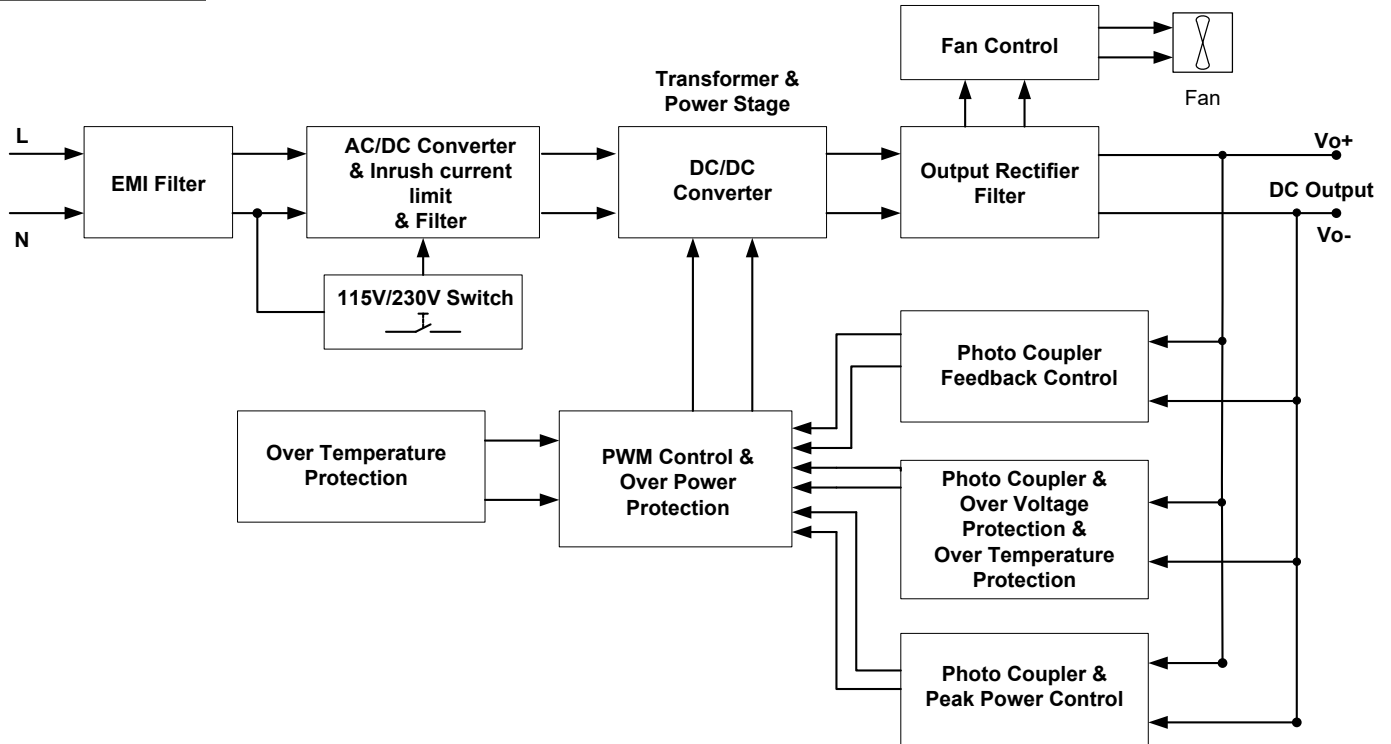 Fan Control
Fan
Transformer &
Power Stage
L
N
EMI Filter
AC/DC Converter
& Inrush current
limit
& Filter
DC/DC
Converter
Output Rectifier
Filter
Vo+
DC Output
Vo-
115V/230V Switch
Photo Coupler
Feedback Control
Over Temperature
Protection
PWM Control &
Over Power
Protection
Photo Coupler &
Over Voltage
Protection &
Over Temperature
Protection
Photo Coupler &
Peak Power Control